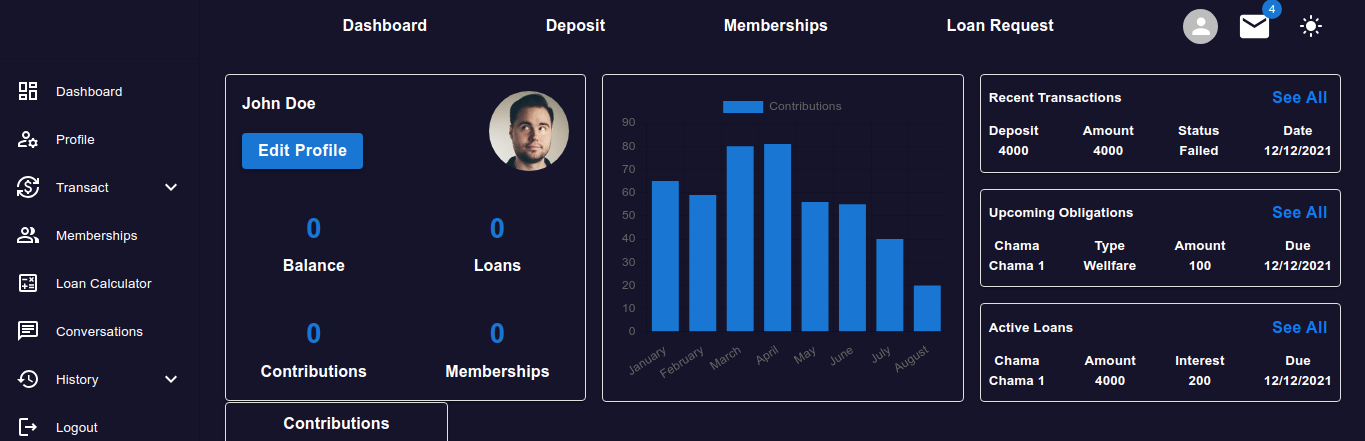 Dashboard Deposit Memberships Loan Request 4
Dashboard
Profile
Transact
Memberships
Loan Calculator
Conversations
History
Logout
John Doe
Edit Profile
0 0
Balance Loans
0 0
Contributions Memberships
Contributions
Contributions
90
80
70
60
50
40
30
20
10
0
January February March April May June July August
Recent Transactions See All
Deposit Amount Status Date
4000 4000 Failed 12/12/2021
Upcoming Obligations See All
Chama Type Amount Due
Chama 1 Wellfare 100 12/12/2021
Active Loans See All
Chama Amount Interest Due
Chama 1 4000 200 12/12/2021